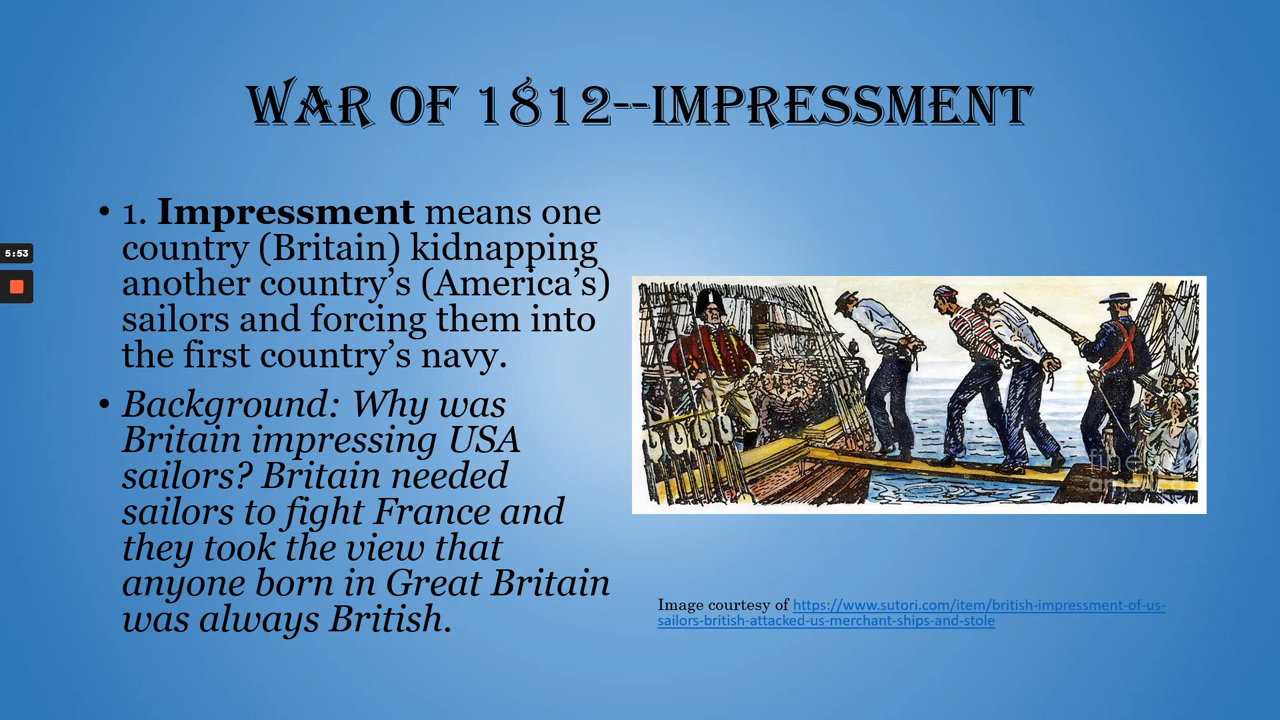 WAR OF 1812--IMPRESSMENT
• 1. Impressment means one
country (Britain) kidnapping
another country’s (America’s)
sailors and forcing them into
the first country’s navy.
• Background: Why was
Britain impressing USA
sailors? Britain needed
sailors to fight France and
they took the view that
anyone born in Great Britain
was always British.
5:53
fine art
america
Image courtesy of https://www.sutori.com/item/british-impressment-of-us-
sailors-british-attacked-us-merchant-ships-and-stole